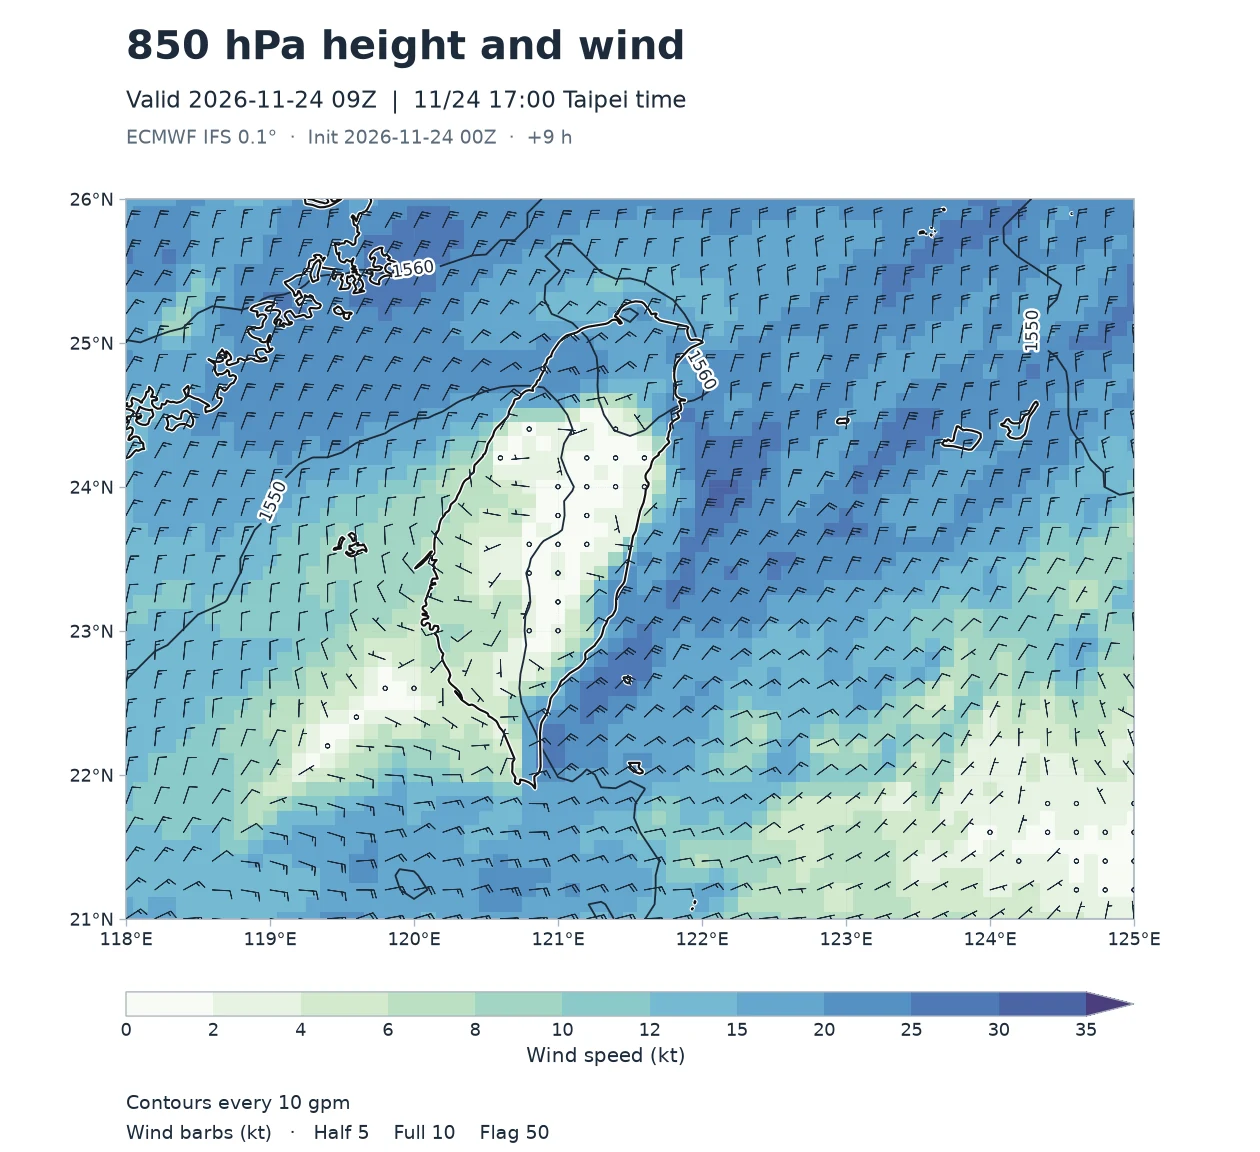 850 hPa height and wind
Valid 2026-11-24 09Z | 11/24 17:00 Taipei time
ECMWF IFS 0.1° · Init 2026-11-24 00Z · +9 h
26°N
25°N
24°N
23°N
22°N
21°N
1560
1550
1560
1550
118°E 119°E 120°E 121°E 122°E 123°E 124°E 125°E
0 2 4 6 8 10 12 15 20 25 30 35
Wind speed (kt)
Contours every 10 gpm
Wind barbs (kt) · Half 5 Full 10 Flag 50